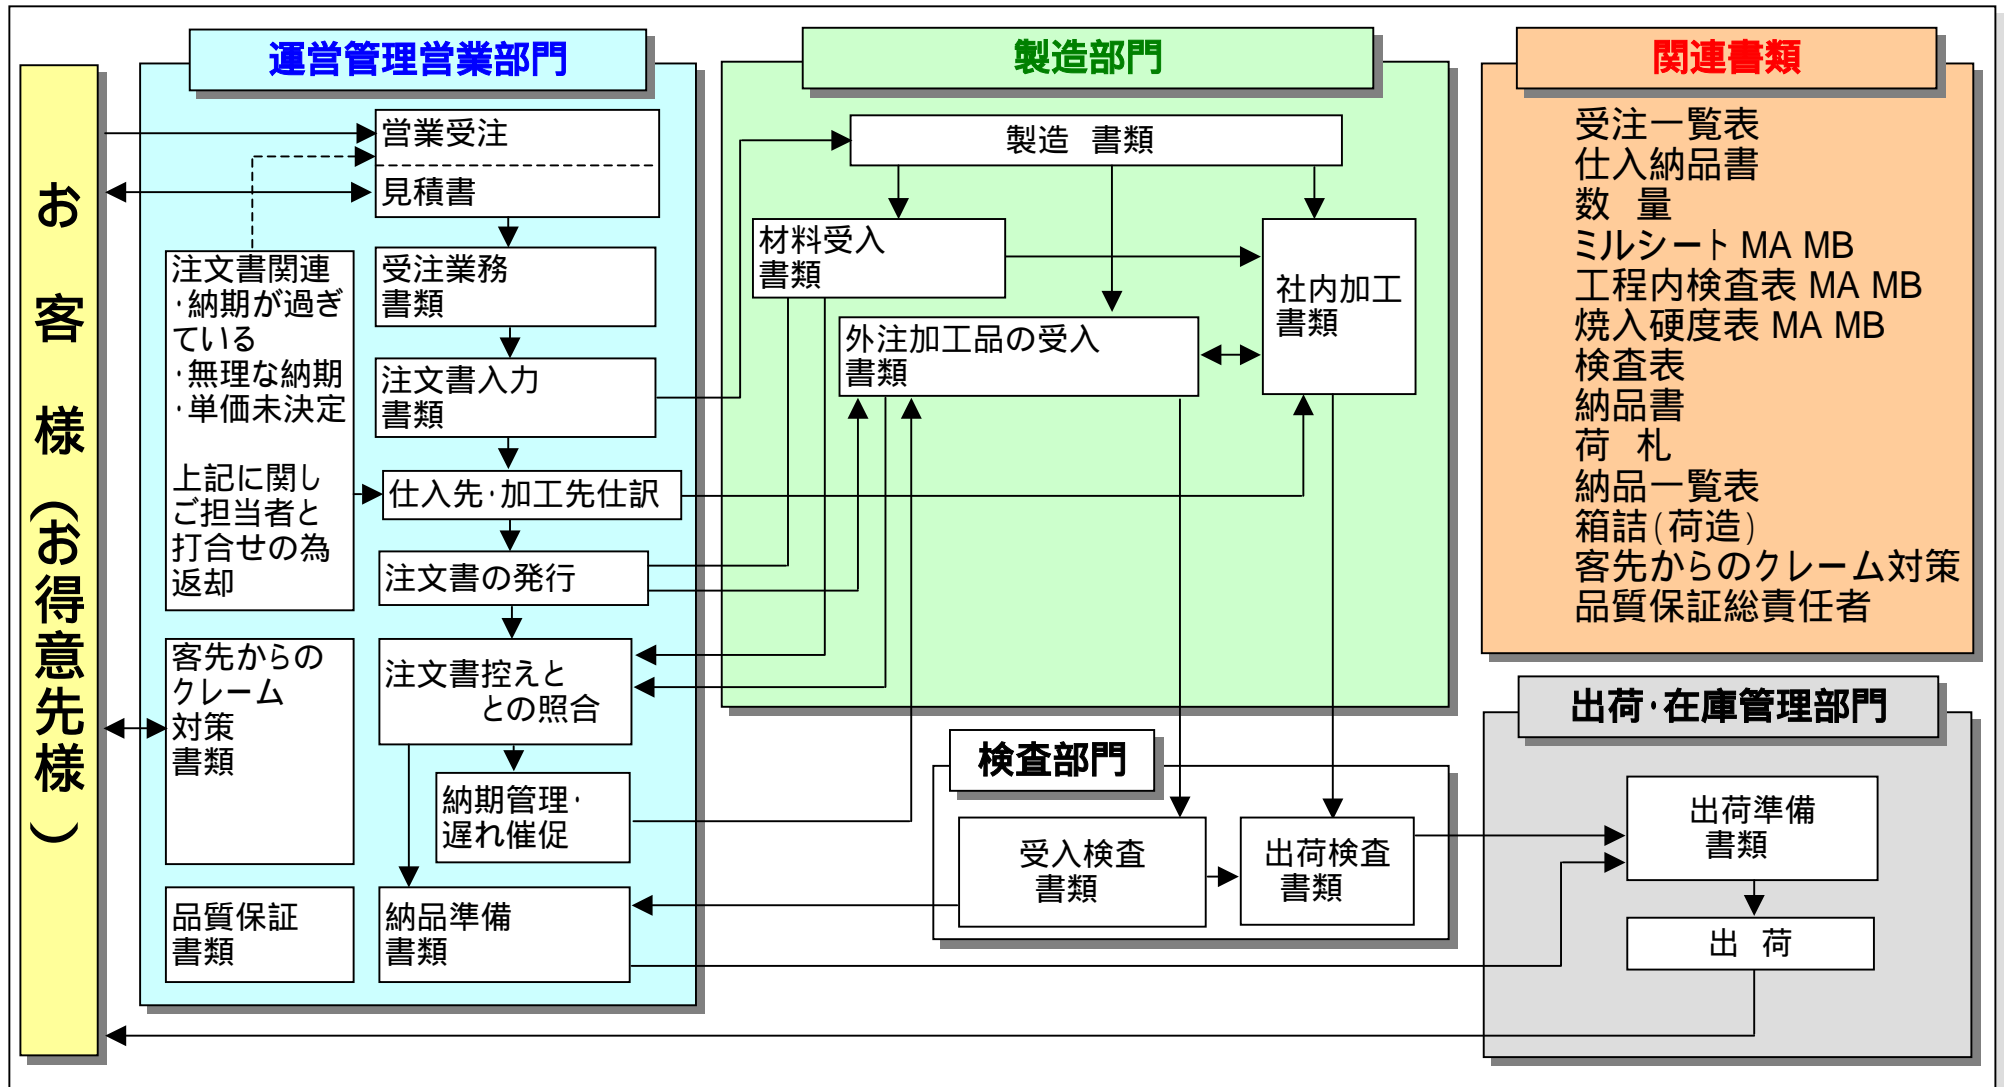 お客様(お得意先様)
運営管理営業部門
営業受注
見積書
注文書関連
・納期が過ぎ
ている
・無理な納期
・単価未決定
上記に関し
ご担当者と
打合せの為
返却
受注業務
書類
注文書入力
書類
仕入先・加工先仕訳
注文書の発行
客先からの
クレーム
対策
書類
注文書控えと
との照合
納期管理・
遅れ催促
品質保証
書類
納品準備
書類
製造部門
製造 書類
材料受入
書類
外注加工品の受入
書類
社内加工
書類
検査部門
受入検査
書類
出荷検査
書類
関連書類
受注一覧表
仕入納品書
数 量
ミルシート MA MB
工程内検査表 MA MB
焼入硬度表 MA MB
検査表
納品書
荷 札
納品一覧表
箱詰(荷造)
客先からのクレーム対策
品質保証総責任者
出荷・在庫管理部門
出荷準備
書類
出 荷